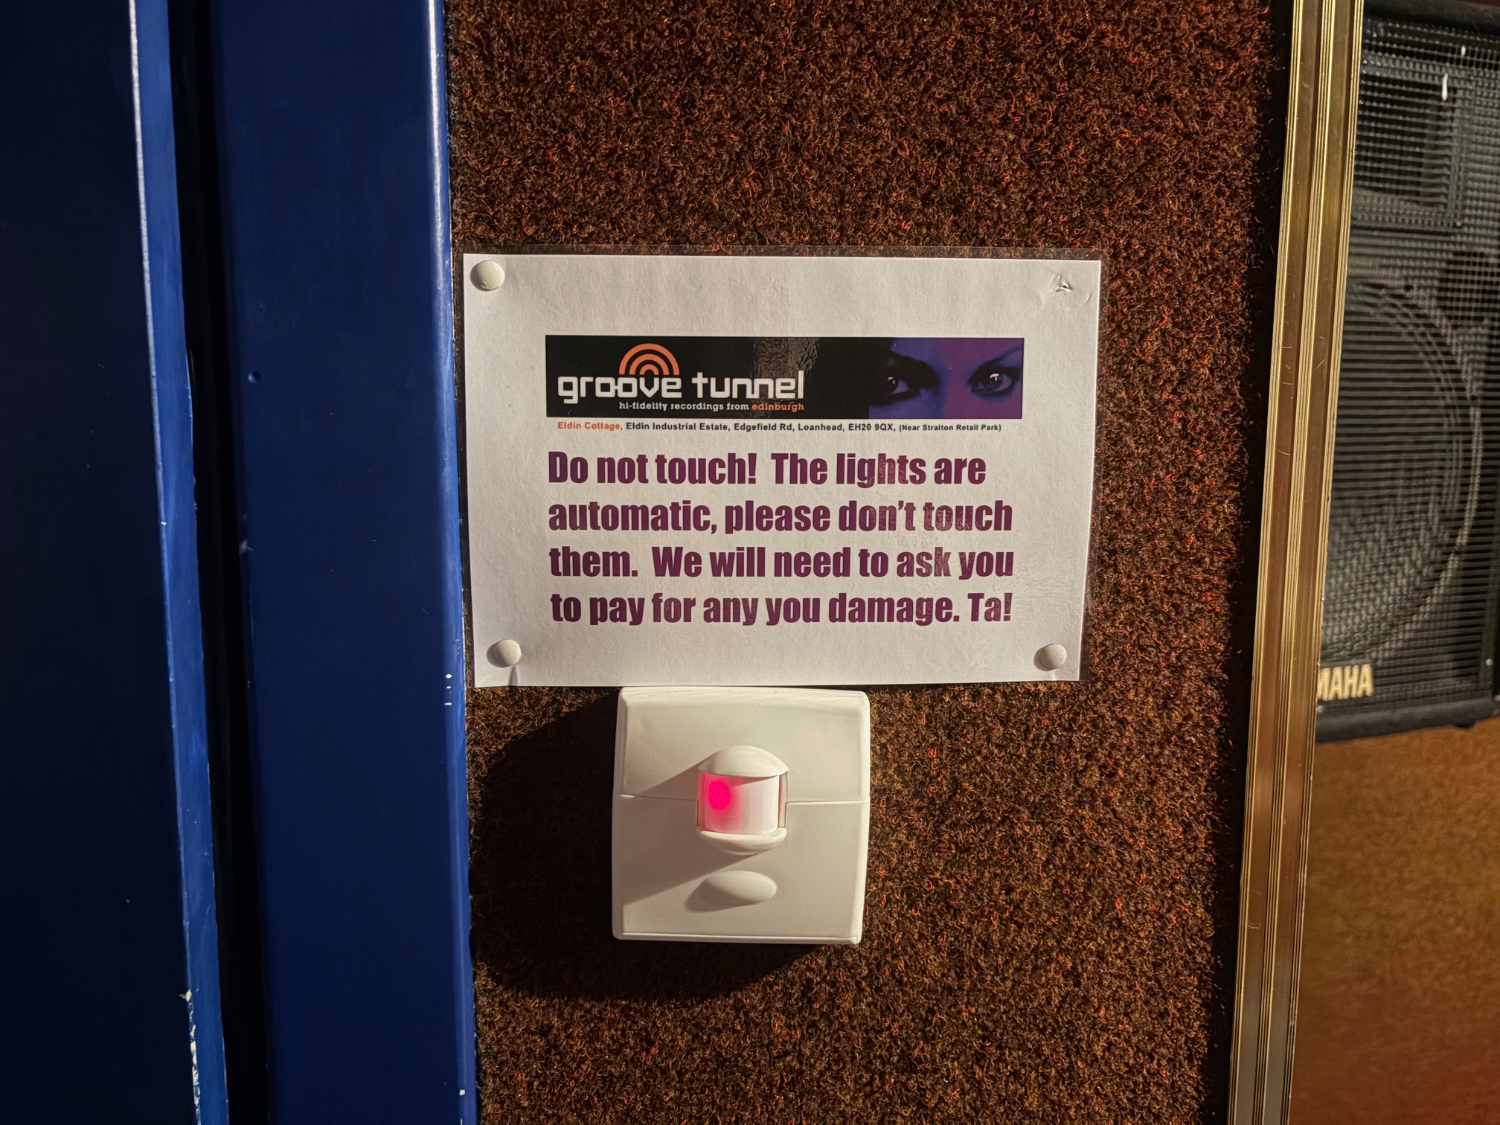 groove tunnel
hi-fidelity recordings from edinburgh
Eldin Cottage, Eldin Industrial Estate, Edgefield Rd, Loanhead, EH20 9QX, (Near Straiton Retail Park)
Do not touch! The lights are
automatic, please don't touch
them. We will need to ask you
to pay for any you damage. Ta!
MAHA